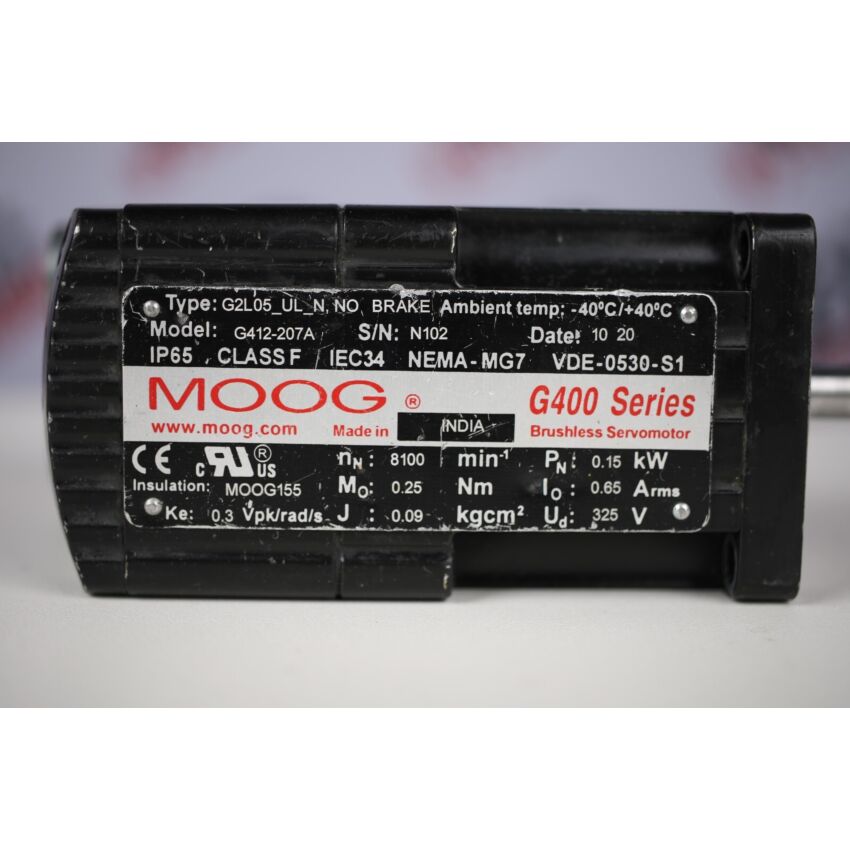 Type: G2L05_UL_N, NO BRAKE Ambient temp: -40ºC/+40ºC
Model: G412-207A S/N: N102 Date: 10 20
IP65 CLASS F IEC34 NEMA-MG7 VDE-0530-S1
MOOG ® G400 Series
www.moog.com Made in INDIA Brushless Servomotor
CE c RU ® US nN : 8100 min-1 PN : 0.15 kW
Insulation: MOOG155 MO: 0.25 Nm IO : 0.65 Arms
Ke: 0.3 Vpk/rad/s J : 0.09 kgcm² Ud: 325 V